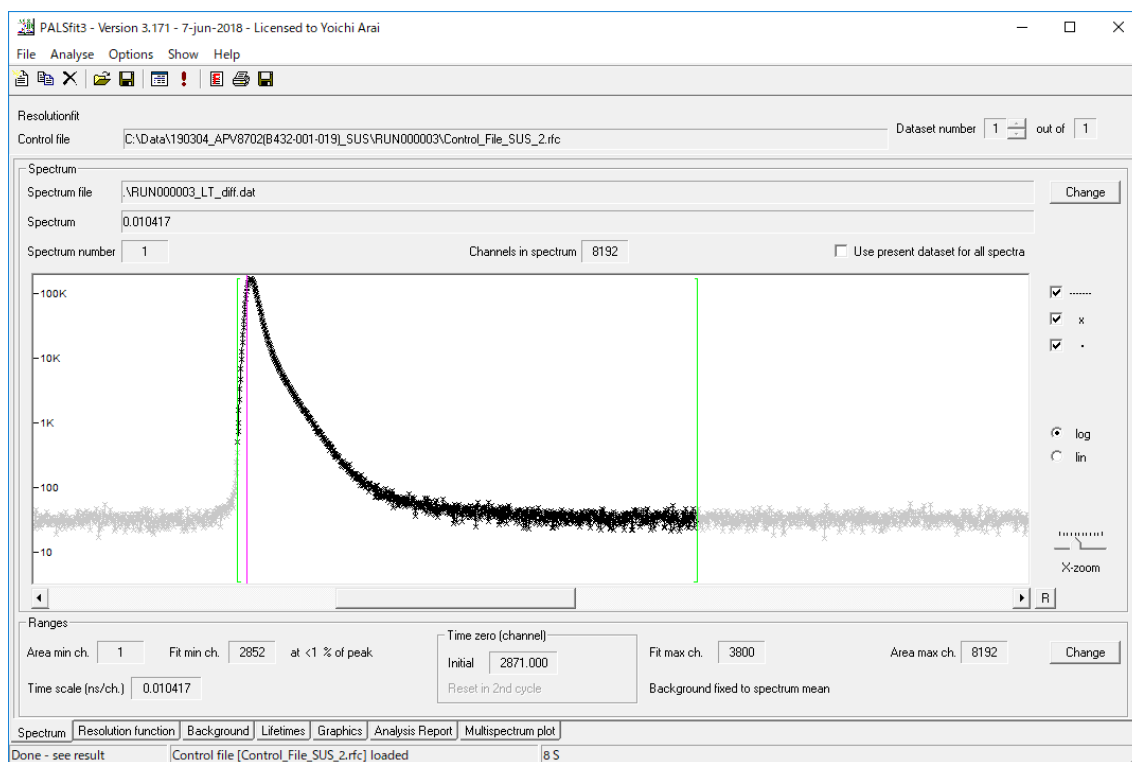 PALSfit3 - Version 3.171 - 7-jun-2018 - Licensed to Yoichi Arai
File Analyse Options Show Help
Resolutionfit
Control file C:\Data\190304_APV8702(B432-001-019)_SUS\RUN000003\Control_File_SUS_2.rfc Dataset number 1 out of 1
Spectrum
Spectrum file .\RUN000003_LT_diff.dat Change
Spectrum 0.010417
Spectrum number 1 Channels in spectrum 8192 Use present dataset for all spectra
100K
10K
1K
100
10
x
log
lin
X-zoom
R
Ranges
Area min ch. 1 Fit min ch. 2852 at <1 % of peak Time zero (channel) Initial 2871.000 Fit max ch. 3800 Area max ch. 8192 Change
Time scale (ns/ch.) 0.010417 Reset in 2nd cycle Background fixed to spectrum mean
Spectrum Resolution function Background Lifetimes Graphics Analysis Report Multispectrum plot
Done - see result Control file [Control_File_SUS_2.rfc] loaded 8 S